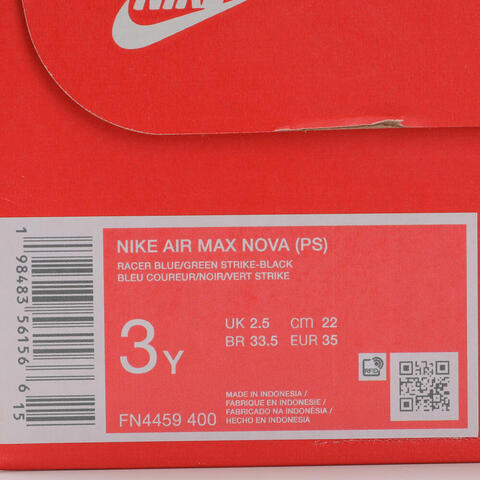 NIKE
NIKE AIR MAX NOVA (PS)
RACER BLUE/GREEN STRIKE-BLACK
BLEU COUREUR/NOIR/VERT STRIKE
3Y
UK 2.5 cm 22
BR 33.5 EUR 35
RFID
FN4459 400
MADE IN INDONESIA /
FABRIQUE EN INDONESIE /
FABRICADO NA INDONÉSIA /
HECHO EN INDONESIA
1 98483 56156 6 15